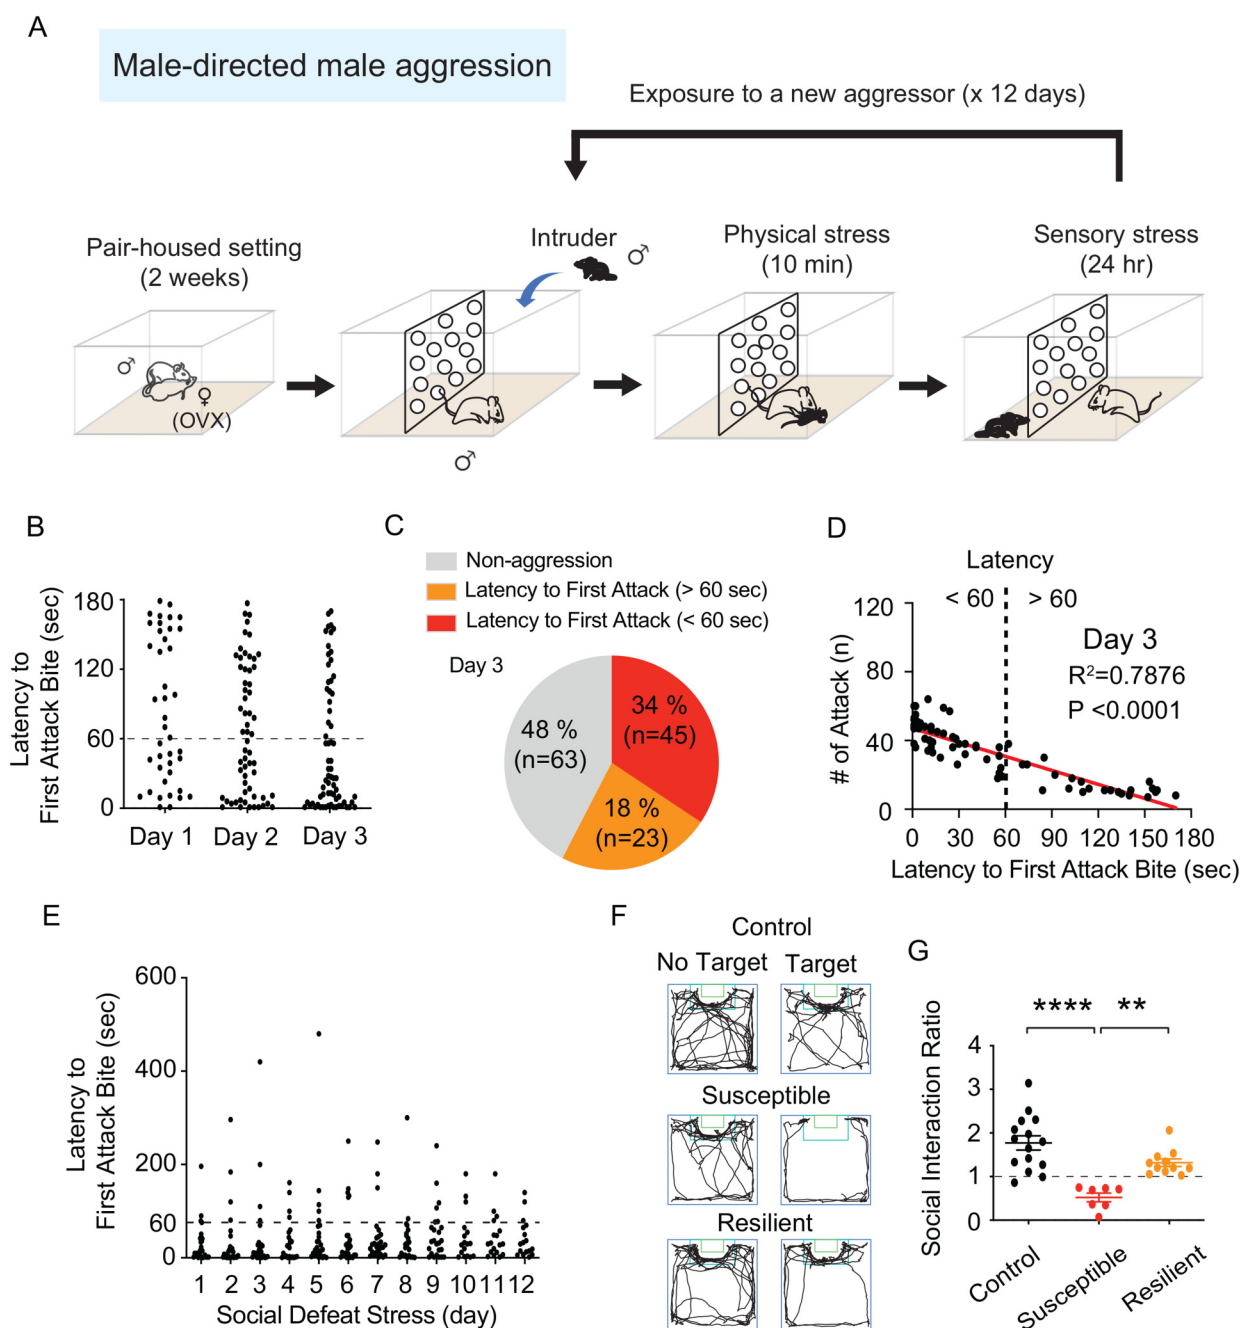 A
Male-directed male aggression
Exposure to a new aggressor (x 12 days)
Pair-housed setting
(2 weeks)
Intruder ♂
Physical stress
(10 min)
Sensory stress
(24 hr)
♂
♀
(OVX)
♂
B
Latency to
First Attack Bite (sec)
180
120
60
0
Day 1 Day 2 Day 3
C
Non-aggression
Latency to First Attack (> 60 sec)
Latency to First Attack (< 60 sec)
Day 3
48 %
(n=63)
34 %
(n=45)
18 %
(n=23)
D
Latency
< 60 > 60
Day 3
R²=0.7876
P <0.0001
# of Attack (n)
120
80
40
0
0 30 60 90 120 150 180
Latency to First Attack Bite (sec)
E
Latency to
First Attack Bite (sec)
600
400
200
60
0
1 2 3 4 5 6 7 8 9 10 11 12
Social Defeat Stress (day)
F
Control
No Target Target
Susceptible
Resilient
G
**** **
Social Interaction Ratio
4
3
2
1
0
Control
Susceptible
Resilient